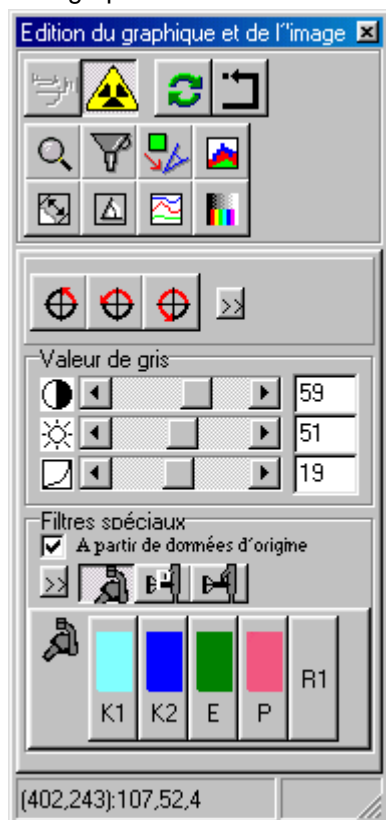 Edition du graphique et de l''image
>>
Valeur de gris
59
51
19
Filtres spéciaux
A partir de données d'origine
>>
K1 K2 E P R1
(402,243):107,52,4